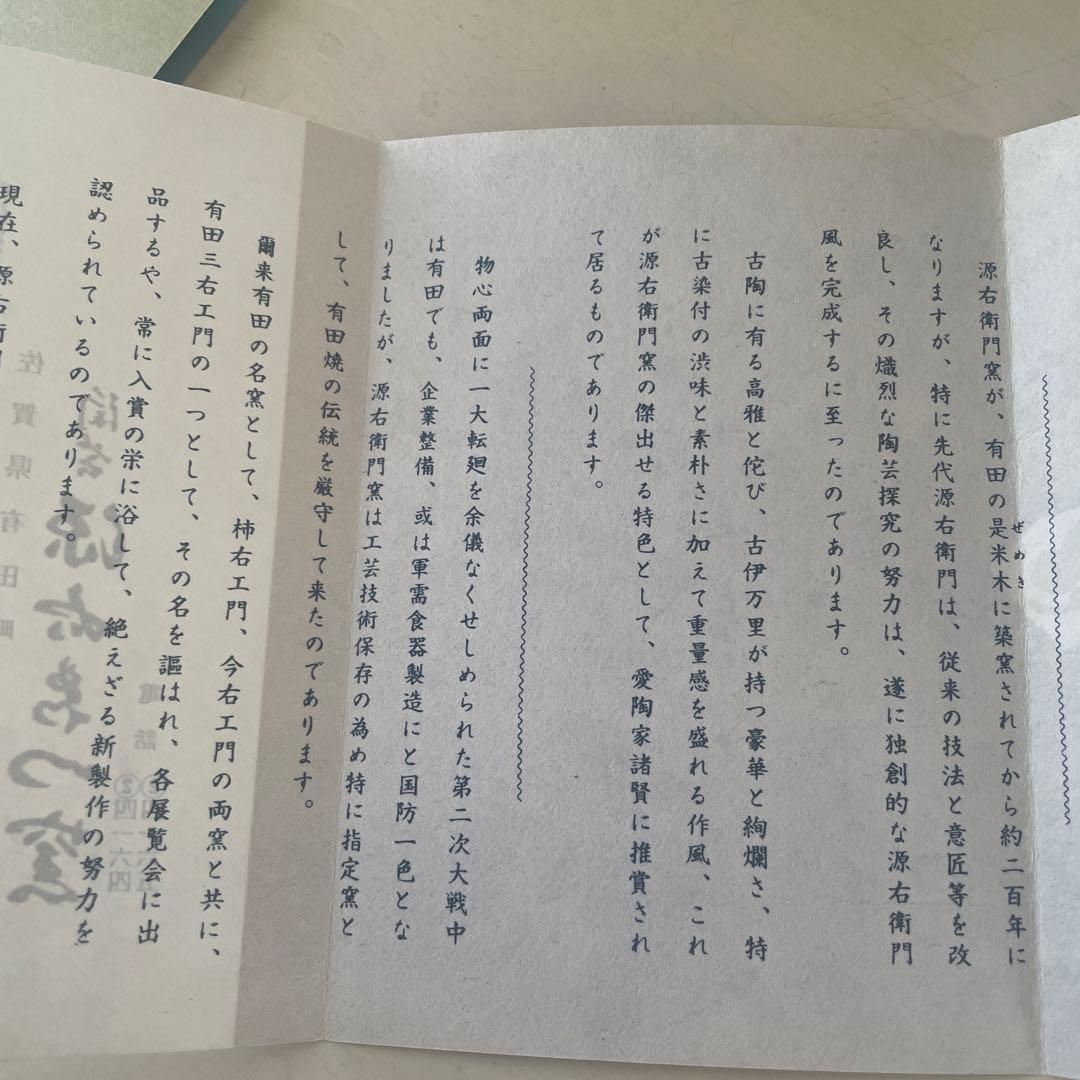 源右衛門窯が、有田の是米木に築窯されてから約二百年に
ぜめき
なりますが、特に先代源右衛門は、従来の技法と意匠等を改
良し、その熾烈な陶芸探究の努力は、遂に独創的な源右衛門
風を完成するに至ったのであります。
古陶に有る高雅と侘び、古伊万里が持つ豪華と絢爛さ、特
に古染付の渋味と素朴さに加えて重量感を盛れる作風、これ
が源右衛門窯の傑出せる特色として、愛陶家諸賢に推賞され
て居るものであります。
物心両面に一大転廻を余儀なくせしめられた第二次大戦中
は有田でも、企業整備、或は軍需食器製造にと国防一色とな
りましたが、源右衛門窯は工芸技術保存の為め特に指定窯と
して、有田焼の伝統を厳守して来たのであります。
爾来有田の名窯として、柿右エ門、今右エ門の両窯と共に、
有田三右エ門の一つとして、その名を謳はれ、各展覧会に出
品するや、常に入賞の栄に浴して、絶えざる新製作の努力を
認められているのであります。
現在、源右衛